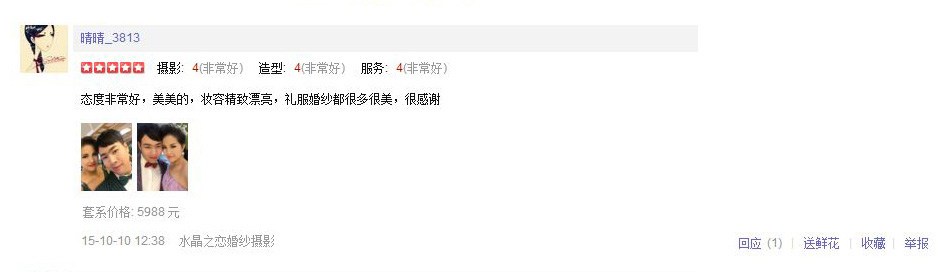 晴晴_3813
摄影: 4(非常好) 造型: 4(非常好) 服务: 4(非常好)
态度非常好，美美的，妆容精致漂亮，礼服婚纱都很多很美，很感谢
套系价格: 5988 元
15-10-10 12:38 水晶之恋婚纱摄影
回应 (1) | 送鲜花 | 收藏 | 举报